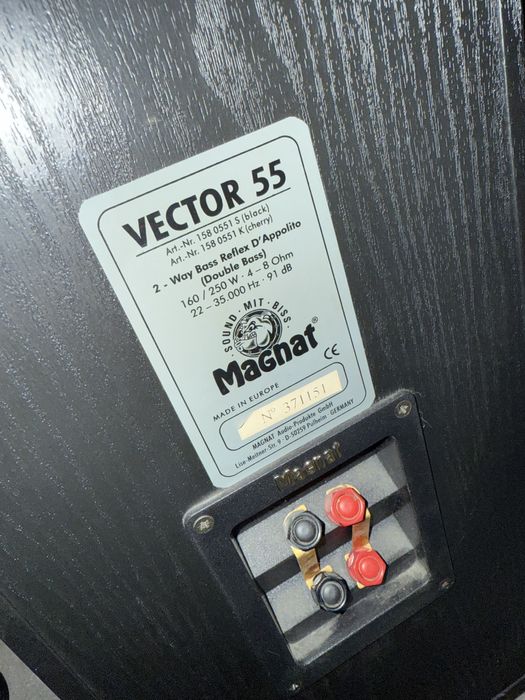 VECTOR 55
Art.-Nr. 158 0551 S (black)
Art.-Nr. 158 0551 K (cherry)
2 - Way Bass Reflex D'Appolito
(Double Bass)
160 / 250 W · 4 – 8 Ohm
22 – 35.000 Hz · 91 dB
SOUND · MIT · BISS
Magnat®
CE
MADE IN EUROPE
N° 371151
MAGNAT Audio-Produkte GmbH
Lise-Meitner-Str. 9 · D-50259 Pulheim · GERMANY
Magnat